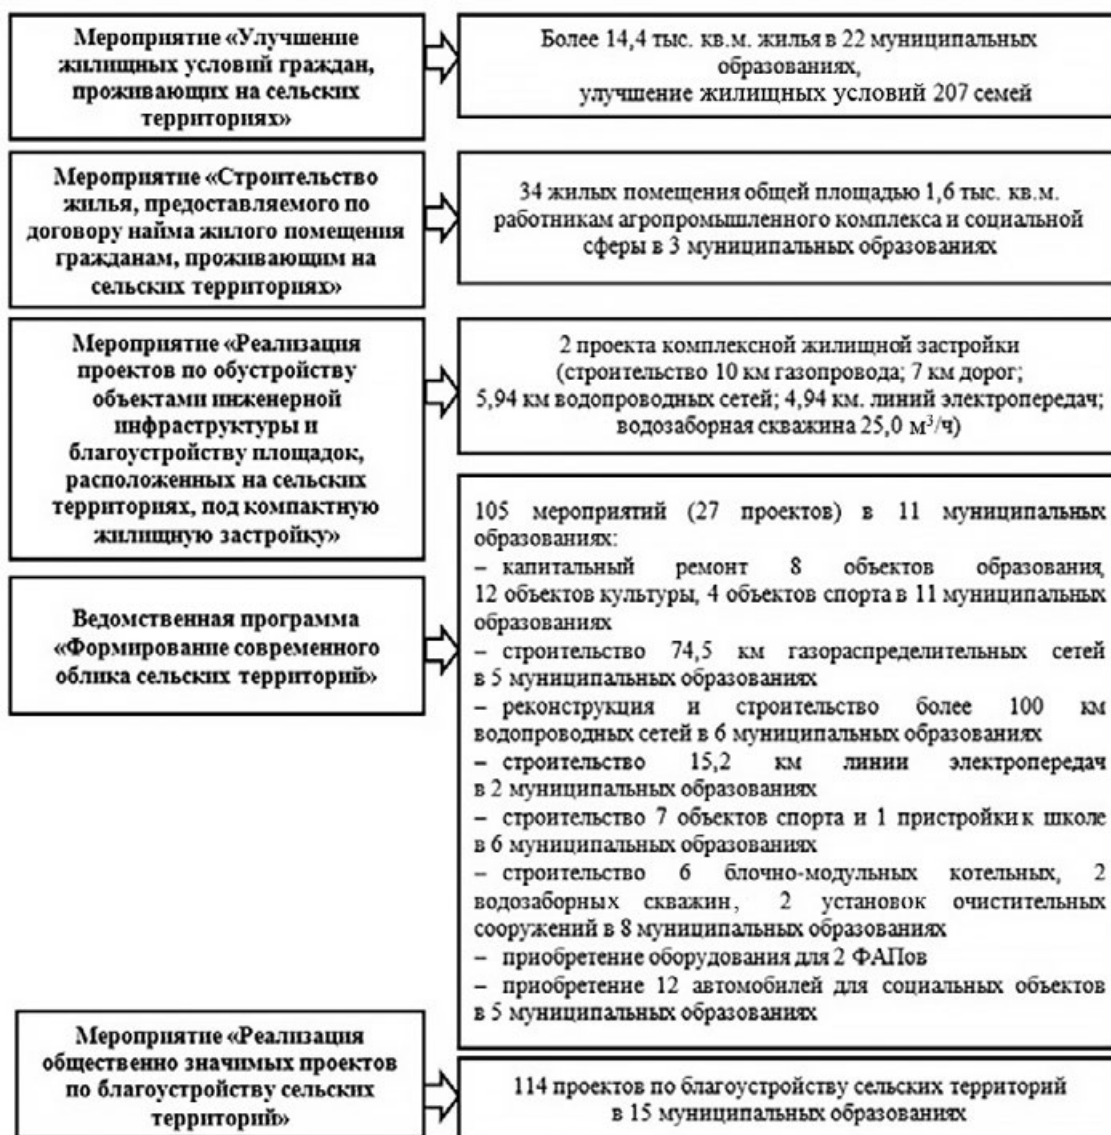 Мероприятие «Улучшение
жилищных условий граждан,
проживающих на сельских
территориях»
Более 14,4 тыс. кв.м. жилья в 22 муниципальных
образованиях,
улучшение жилищных условий 207 семей
Мероприятие «Строительство
жилья, предоставляемого по
договору найма жилого помещения
гражданам, проживающим на
сельских территориях»
34 жилых помещения общей площадью 1,6 тыс. кв.м.
работникам агропромышленного комплекса и социальной
сферы в 3 муниципальных образованиях
Мероприятие «Реализация
проектов по обустройству
объектами инженерной
инфраструктуры и
благоустройству площадок,
расположенных на сельских
территориях, под компактную
жилищную застройку»
2 проекта комплексной жилищной застройки
(строительство 10 км газопровода; 7 км дорог;
5,94 км водопроводных сетей; 4,94 км. линий электропередач;
водозаборная скважина 25,0 м³/ч)
Ведомственная программа
«Формирование современного
облика сельских территорий»
105 мероприятий (27 проектов) в 11 муниципальных
образованиях:
– капитальный ремонт 8 объектов образования,
12 объектов культуры, 4 объектов спорта в 11 муниципальных
образованиях
– строительство 74,5 км газораспределительных сетей
в 5 муниципальных образованиях
– реконструкция и строительство более 100 км
водопроводных сетей в 6 муниципальных образованиях
– строительство 15,2 км линии электропередач
в 2 муниципальных образованиях
– строительство 7 объектов спорта и 1 пристройки к школе
в 6 муниципальных образованиях
– строительство 6 блочно-модульных котельных, 2
водозаборных скважин, 2 установок очистительных
сооружений в 8 муниципальных образованиях
– приобретение оборудования для 2 ФАПов
– приобретение 12 автомобилей для социальных объектов
в 5 муниципальных образованиях
Мероприятие «Реализация
общественно значимых проектов
по благоустройству сельских
территорий»
114 проектов по благоустройству сельских территорий
в 15 муниципальных образованиях